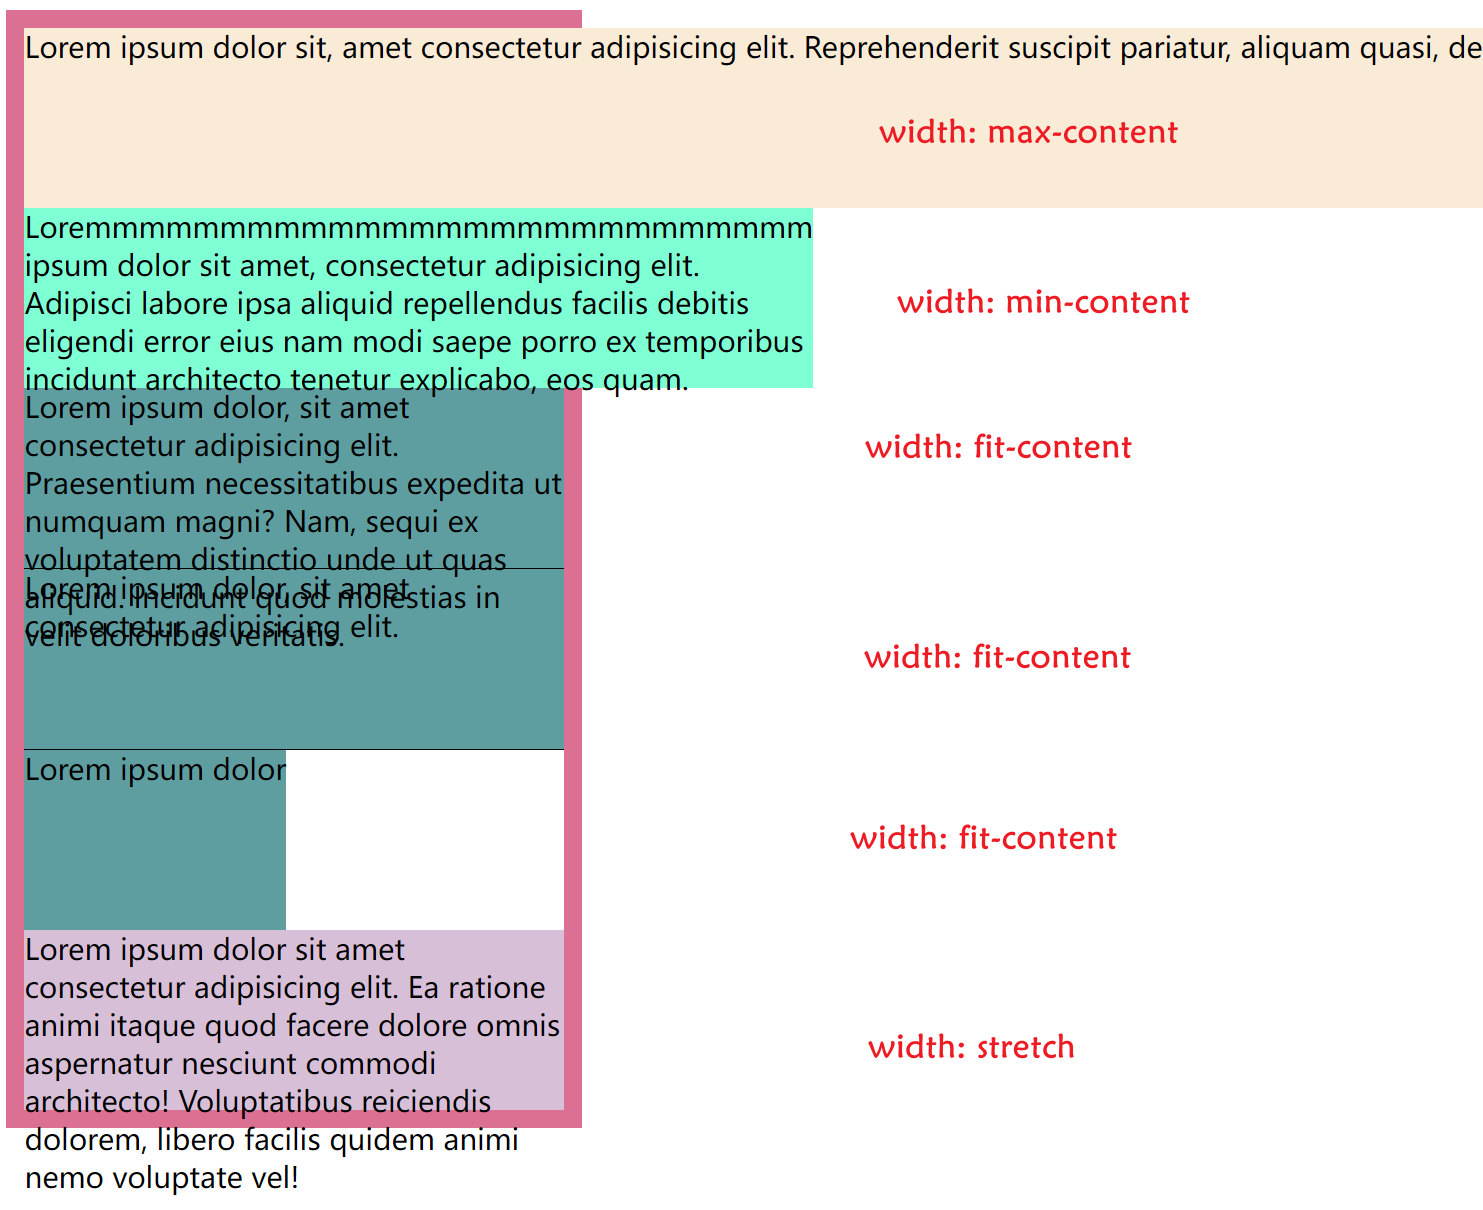 Lorem ipsum dolor sit, amet consectetur adipisicing elit. Reprehenderit suscipit pariatur, aliquam quasi, de
width: max-content
Loremmmmmmmmmmmmmmmmmmmmmmmmmmm
ipsum dolor sit amet, consectetur adipisicing elit.
Adipisci labore ipsa aliquid repellendus facilis debitis
width: min-content
eligendi error eius nam modi saepe porro ex temporibus
incidunt architecto tenetur explicabo, eos quam.
Lorem ipsum dolor, sit amet
consectetur adipisicing elit.
width: fit-content
Praesentium necessitatibus expedita ut
numquam magni? Nam, sequi ex
voluptatem distinctio unde ut quas
Lorem ipsum dolor, sit amet
aliquid. Incidunt quod molestias in
consectetur adipisicing elit.
velit doloribus veritatis.
width: fit-content
Lorem ipsum dolor
width: fit-content
Lorem ipsum dolor sit amet
consectetur adipisicing elit. Ea ratione
animi itaque quod facere dolore omnis
width: stretch
aspernatur nesciunt commodi
architecto! Voluptatibus reiciendis
dolorem, libero facilis quidem animi
nemo voluptate vel!